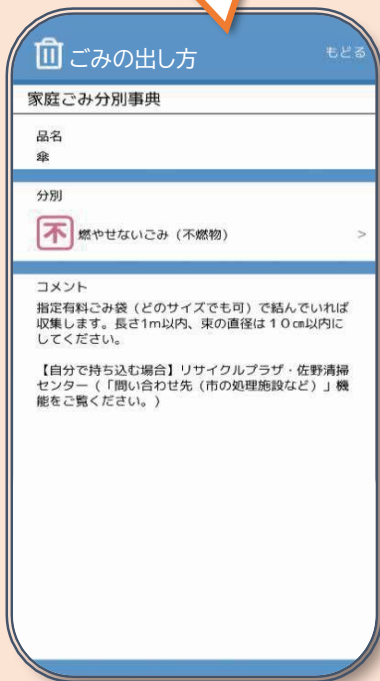 ごみの出し方
もどる
家庭ごみ分別事典
品名
傘
分別
不 燃やせないごみ（不燃物） >
コメント
指定有料ごみ袋（どのサイズでも可）で結んでいれば
収集します。長さ1m以内、束の直径は１０㎝以内に
してください。
【自分で持ち込む場合】リサイクルプラザ・佐野清掃
センター（「問い合わせ先（市の処理施設など）」機
能をご覧ください。）